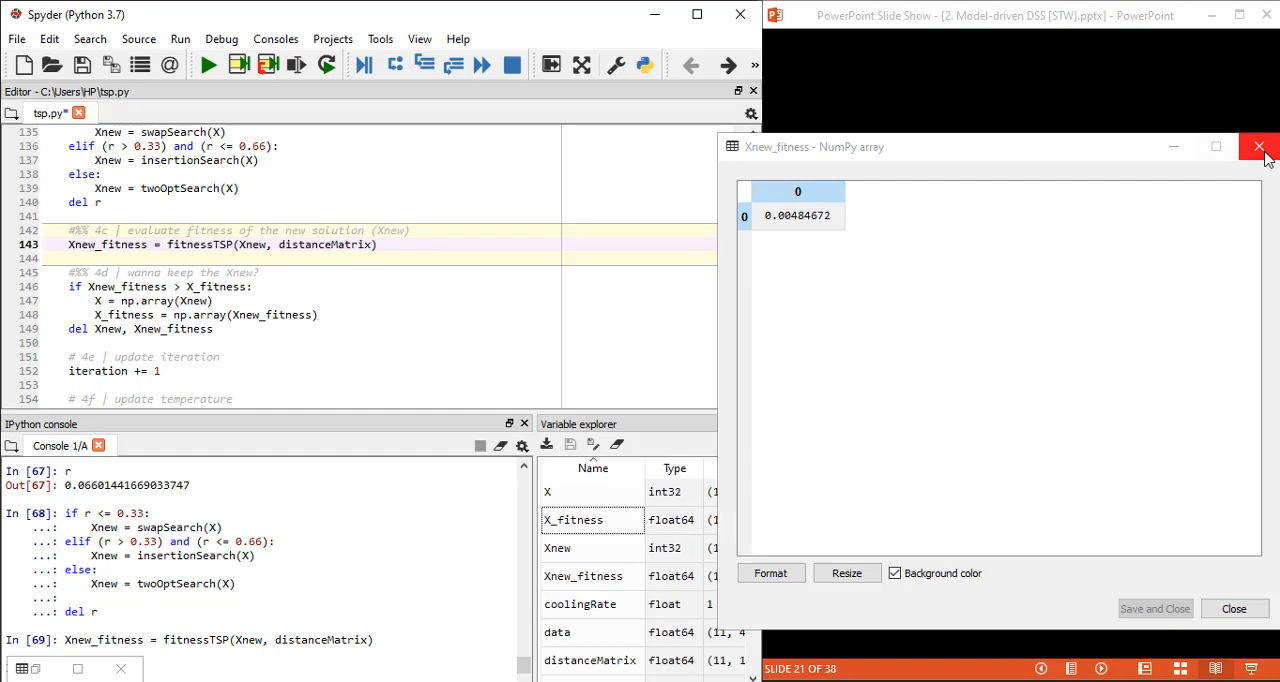 Spyder (Python 3.7)
File Edit Search Source Run Debug Consoles Projects Tools View Help
Editor - C:\Users\HP\tsp.py
tsp.py*
135 Xnew = swapSearch(X)
136 elif (r > 0.33) and (r <= 0.66):
137 Xnew = insertionSearch(X)
138 else:
139 Xnew = twoOptSearch(X)
140 del r
141
142 #%% 4c | evaluate fitness of the new solution (Xnew)
143 Xnew_fitness = fitnessTSP(Xnew, distanceMatrix)
144
145 #%% 4d | wanna keep the Xnew?
146 if Xnew_fitness > X_fitness:
147 X = np.array(Xnew)
148 X_fitness = np.array(Xnew_fitness)
149 del Xnew, Xnew_fitness
150
151 # 4e | update iteration
152 iteration += 1
153
154 # 4f | update temperature
IPython console
Console 1/A
In [67]: r
Out[67]: 0.06601441669033747
In [68]: if r <= 0.33:
...: Xnew = swapSearch(X)
...: elif (r > 0.33) and (r <= 0.66):
...: Xnew = insertionSearch(X)
...: else:
...: Xnew = twoOptSearch(X)
...:
...: del r
In [69]: Xnew_fitness = fitnessTSP(Xnew, distanceMatrix)
Variable explorer
Name Type
X int32 (1
X_fitness float64 (1
Xnew int32 (1
Xnew_fitness float64 (1
coolingRate float 1
data float64 (11, 4
distanceMatrix float64 (11, 1
PowerPoint Slide Show - [2. Model-driven DSS [STW].pptx] - PowerPoint
Xnew_fitness - NumPy array
0
0 0.00484672
Format Resize Background color
Save and Close Close
SLIDE 21 OF 38